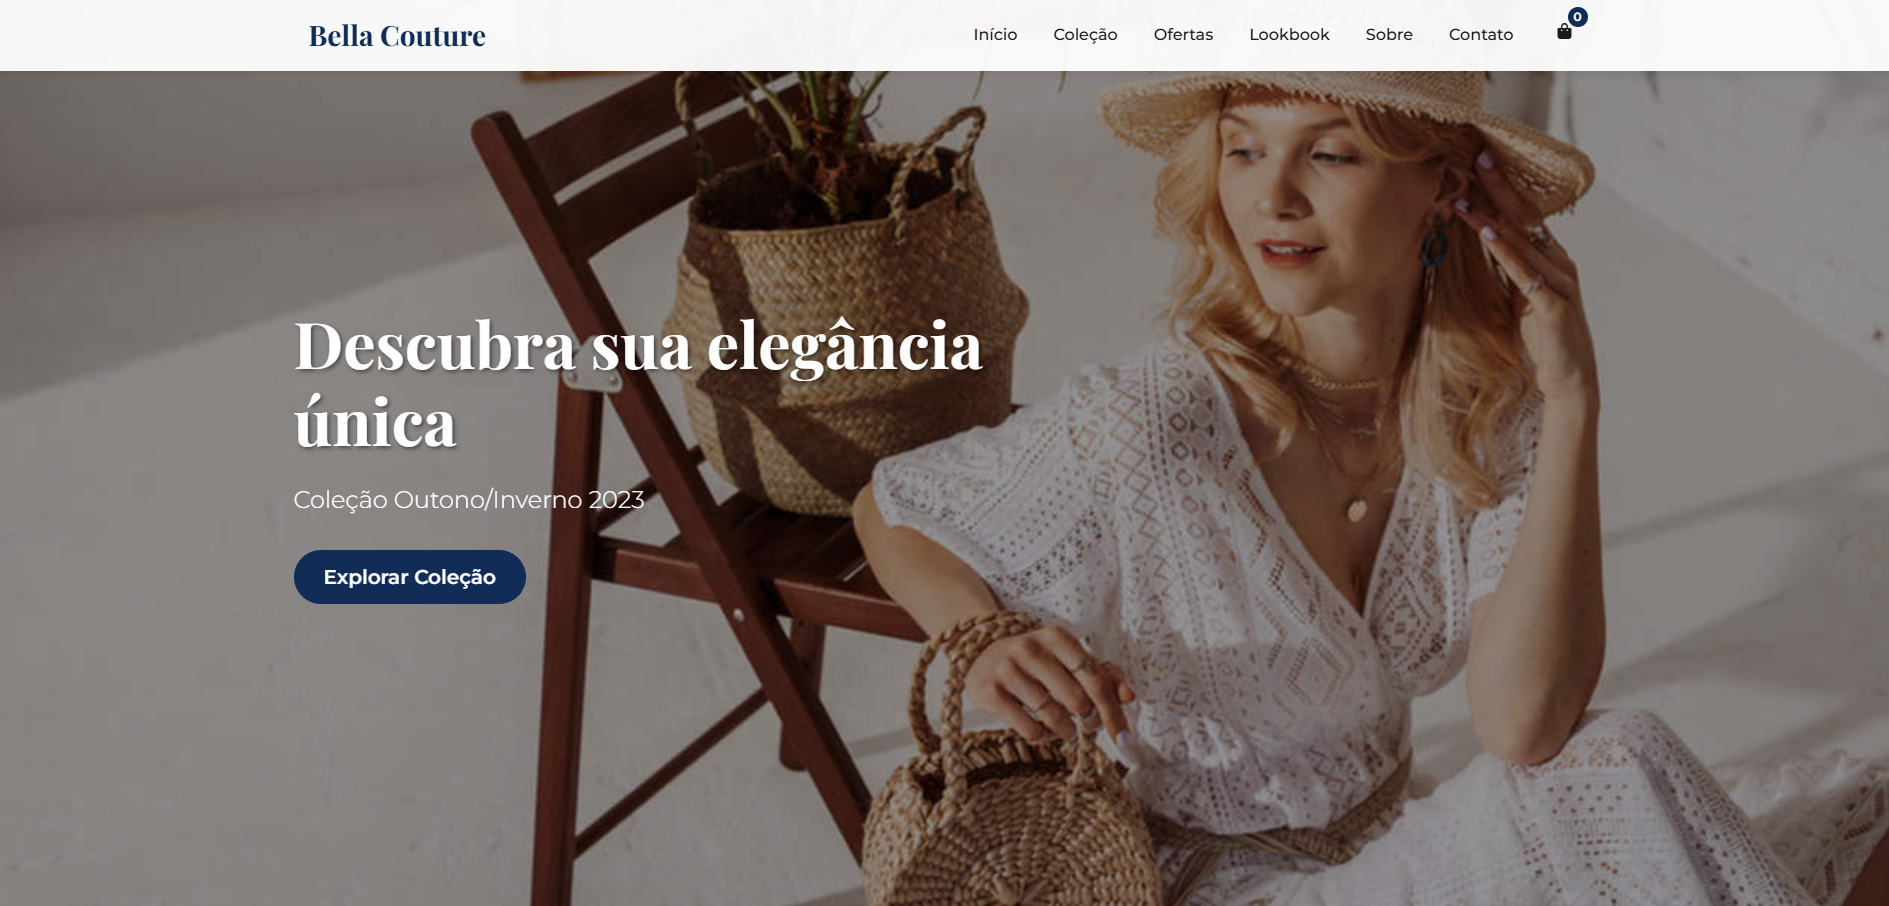 Bella Couture
Início Coleção Ofertas Lookbook Sobre Contato 0
Descubra sua elegância
única
Coleção Outono/Inverno 2023
Explorar Coleção